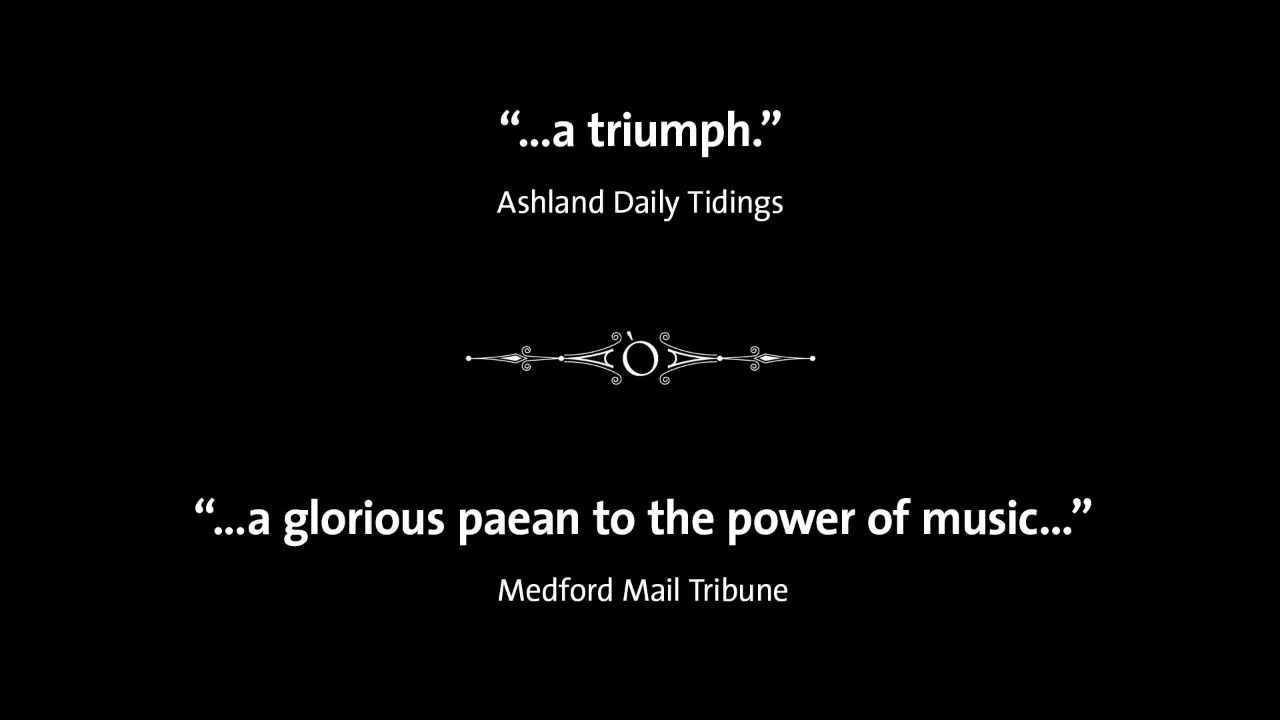 “...a triumph.”
Ashland Daily Tidings
Ò
“...a glorious paean to the power of music...”
Medford Mail Tribune